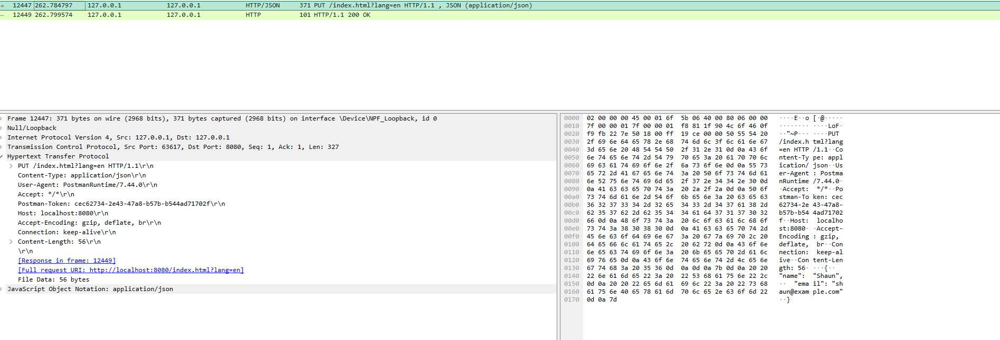 12447 262.784797 127.0.0.1 127.0.0.1 HTTP/JSON 371 PUT /index.html?lang=en HTTP/1.1 , JSON (application/json)
12449 262.799574 127.0.0.1 127.0.0.1 HTTP 101 HTTP/1.1 200 OK
Frame 12447: 371 bytes on wire (2968 bits), 371 bytes captured (2968 bits) on interface \Device\NPF_Loopback, id 0
Null/Loopback
Internet Protocol Version 4, Src: 127.0.0.1, Dst: 127.0.0.1
Transmission Control Protocol, Src Port: 63617, Dst Port: 8080, Seq: 1, Ack: 1, Len: 327
Hypertext Transfer Protocol
PUT /index.html?lang=en HTTP/1.1\r\n
Content-Type: application/json\r\n
User-Agent: PostmanRuntime/7.44.0\r\n
Accept: */*\r\n
Postman-Token: cec62734-2e43-47a8-b57b-b544ad71702f\r\n
Host: localhost:8080\r\n
Accept-Encoding: gzip, deflate, br\r\n
Connection: keep-alive\r\n
Content-Length: 56\r\n
\r\n
[Response in frame: 12449]
[Full request URI: http://localhost:8080/index.html?lang=en]
File Data: 56 bytes
JavaScript Object Notation: application/json
0000 02 00 00 00 45 00 01 6f 5b 06 40 00 80 06 00 00 ····E··o [·@·····
0010 7f 00 00 01 7f 00 00 01 f8 81 1f 90 4c 6f 46 0f ········ ····LoF·
0020 f9 fb 22 7e 50 18 00 ff 19 ce 00 00 50 55 54 20 ··"~P··· ····PUT
0030 2f 69 6e 64 65 78 2e 68 74 6d 6c 3f 6c 61 6e 67 /index.h tml?lang
0040 3d 65 6e 20 48 54 54 50 2f 31 2e 31 0d 0a 43 6f =en HTTP /1.1··Co
0050 6e 74 65 6e 74 2d 54 79 70 65 3a 20 61 70 70 6c ntent-Ty pe: appl
0060 69 63 61 74 69 6f 6e 2f 6a 73 6f 6e 0d 0a 55 73 ication/ json··Us
0070 65 72 2d 41 67 65 6e 74 3a 20 50 6f 73 74 6d 61 er-Agent : Postma
0080 6e 52 75 6e 74 69 6d 65 2f 37 2e 34 34 2e 30 0d nRuntime /7.44.0·
0090 0a 41 63 63 65 70 74 3a 20 2a 2f 2a 0d 0a 50 6f ·Accept: */*··Po
00a0 73 74 6d 61 6e 2d 54 6f 6b 65 6e 3a 20 63 65 63 stman-To ken: cec
00b0 36 32 37 33 34 2d 32 65 34 33 2d 34 37 61 38 2d 62734-2e 43-47a8-
00c0 62 35 37 62 2d 62 35 34 34 61 64 37 31 37 30 32 b57b-b54 4ad71702
00d0 66 0d 0a 48 6f 73 74 3a 20 6c 6f 63 61 6c 68 6f f··Host: localho
00e0 73 74 3a 38 30 38 30 0d 0a 41 63 63 65 70 74 2d st:8080· ·Accept-
00f0 45 6e 63 6f 64 69 6e 67 3a 20 67 7a 69 70 2c 20 Encoding : gzip,
0100 64 65 66 6c 61 74 65 2c 20 62 72 0d 0a 43 6f 6e deflate, br··Con
0110 6e 65 63 74 69 6f 6e 3a 20 6b 65 65 70 2d 61 6c nection: keep-al
0120 69 76 65 0d 0a 43 6f 6e 74 65 6e 74 2d 4c 65 6e ive··Con tent-Len
0130 67 74 68 3a 20 35 36 0d 0a 0d 0a 7b 0d 0a 20 20 gth: 56· ···{··
0140 22 6e 61 6d 65 22 3a 20 22 53 68 61 75 6e 22 2c "name": "Shaun",
0150 0d 0a 20 20 22 65 6d 61 69 6c 22 3a 20 22 73 68 ·· "ema il": "sh
0160 61 75 6e 40 65 78 61 6d 70 6c 65 2e 63 6f 6d 22 aun@exam ple.com"
0170 0d 0a 7d ··}